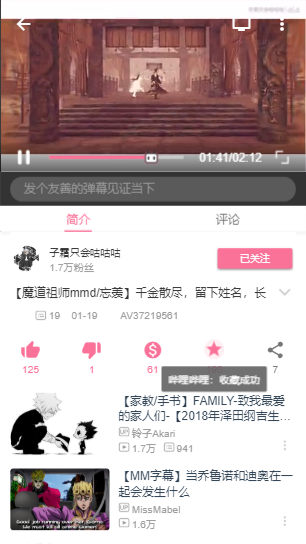 01:41/02:12
发个友善的弹幕见证当下
简介
评论
子霜只会咕咕咕
1.7万粉丝
已关注
【魔道祖师mmd/忘羡】千金散尽，留下姓名，长
19 01-19 AV37219561
125
1
61
7
哔哩哔哩：收藏成功
【家教/手书】FAMILY-致我最爱
的家人们-【2018年泽田纲吉生...
UP 铃子Akari
1.7万 941
【MM字幕】当乔鲁诺和迪奥在一
起会发生什么
Good job running over four Gorons
UP MissMabel
1.6万